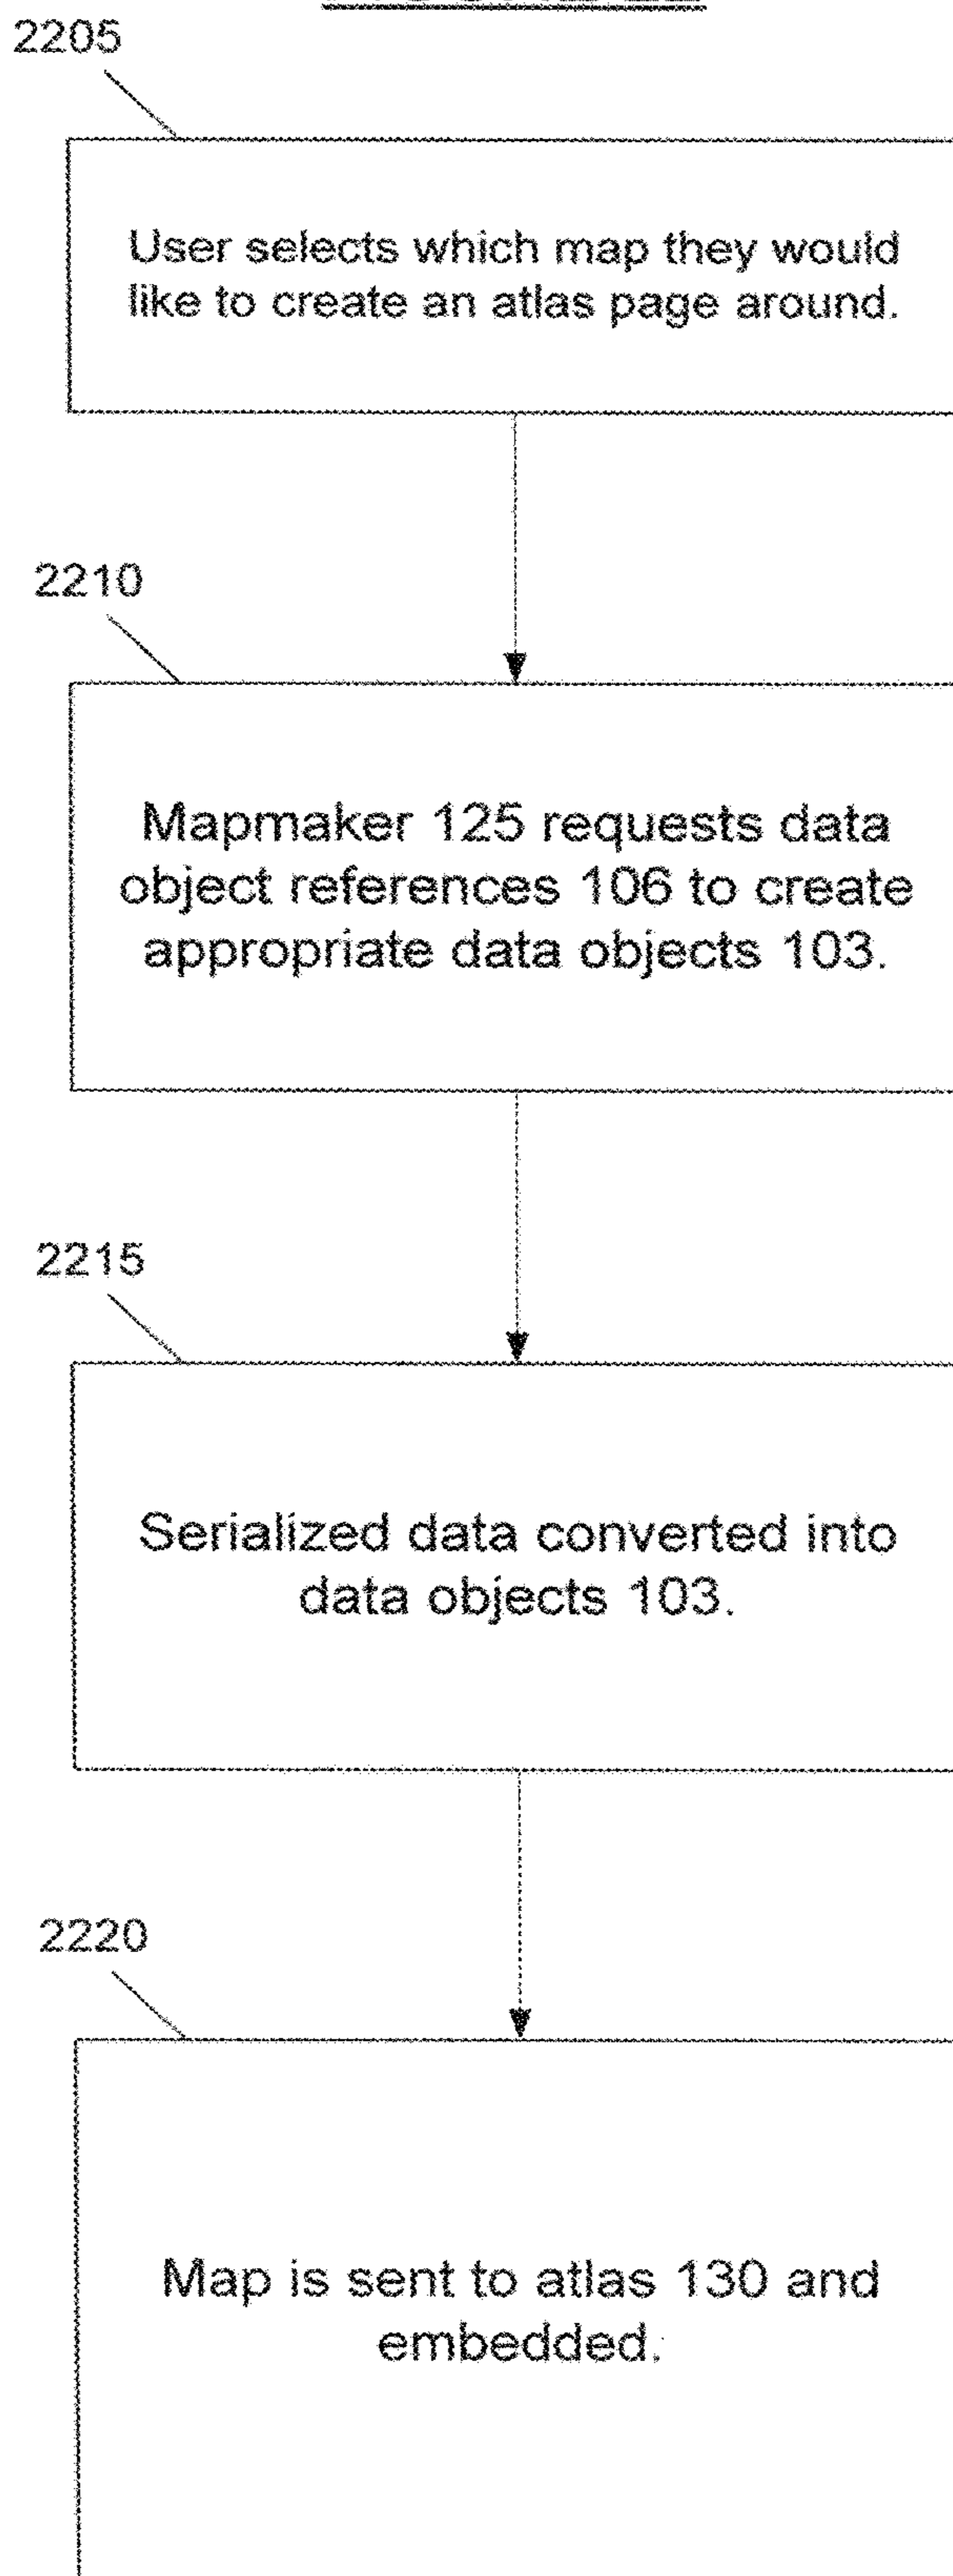 2205
User selects which map they would
like to create an atlas page around.
2210
Mapmaker 125 requests data
object references 106 to create
appropriate data objects 103.
2215
Serialized data converted into
data objects 103.
2220
Map is sent to atlas 130 and
embedded.